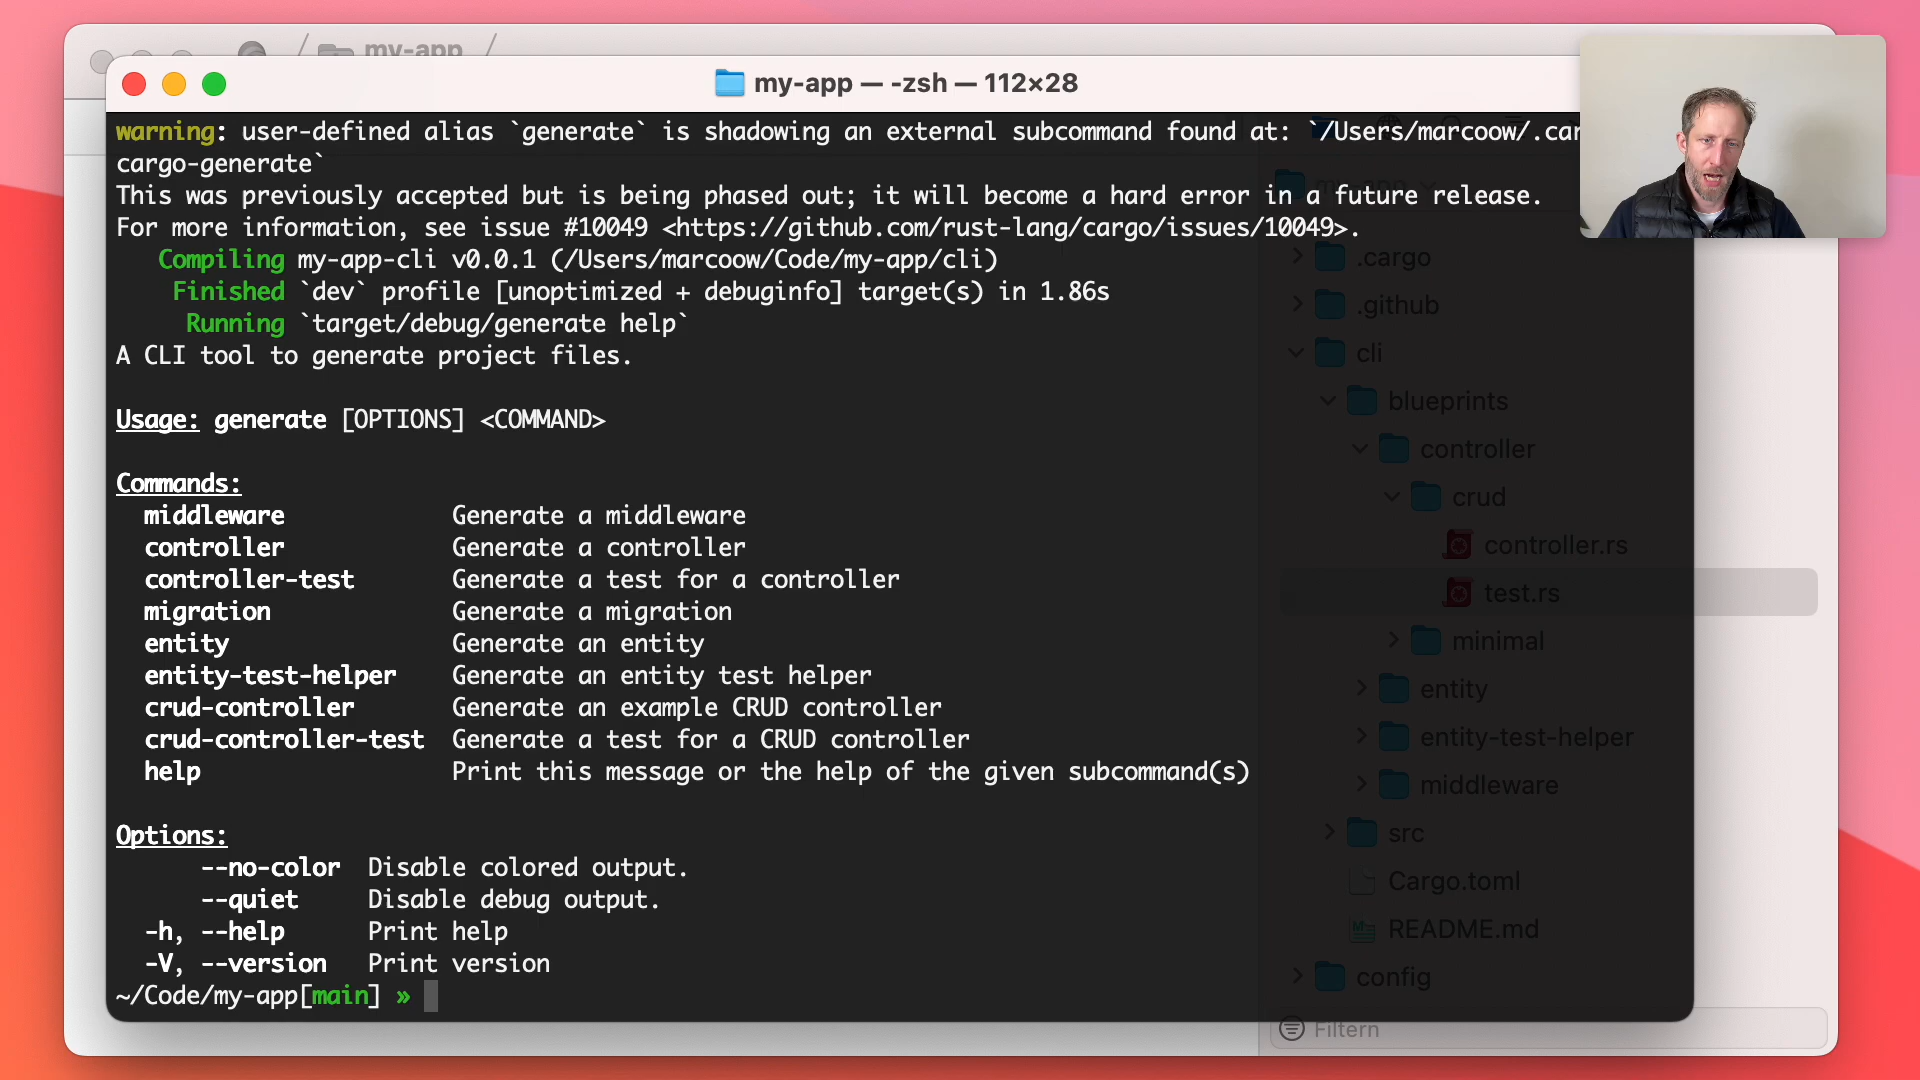 my-app
my-app — -zsh — 112×28
warning: user-defined alias `generate` is shadowing an external subcommand found at: `/Users/marcoow/.car
cargo-generate`
This was previously accepted but is being phased out; it will become a hard error in a future release.
For more information, see issue #10049 <https://github.com/rust-lang/cargo/issues/10049>.
Compiling my-app-cli v0.0.1 (/Users/marcoow/Code/my-app/cli)
Finished `dev` profile [unoptimized + debuginfo] target(s) in 1.86s
Running `target/debug/generate help`
A CLI tool to generate project files.
Usage: generate [OPTIONS] <COMMAND>
Commands:
middleware Generate a middleware
controller Generate a controller
controller-test Generate a test for a controller
migration Generate a migration
entity Generate an entity
entity-test-helper Generate an entity test helper
crud-controller Generate an example CRUD controller
crud-controller-test Generate a test for a CRUD controller
help Print this message or the help of the given subcommand(s)
Options:
--no-color Disable colored output.
--quiet Disable debug output.
-h, --help Print help
-V, --version Print version
~/Code/my-app[main] »
my-app
.cargo
.github
cli
blueprints
controller
crud
controller.rs
test.rs
minimal
entity
entity-test-helper
middleware
src
Cargo.toml
README.md
config
Filtern